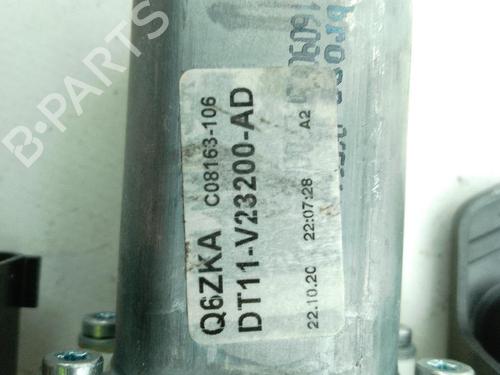 B-PARTS
Q6ZKA C08163-106
DT11-V23200-AD
22.10.20 22:07:28 A2